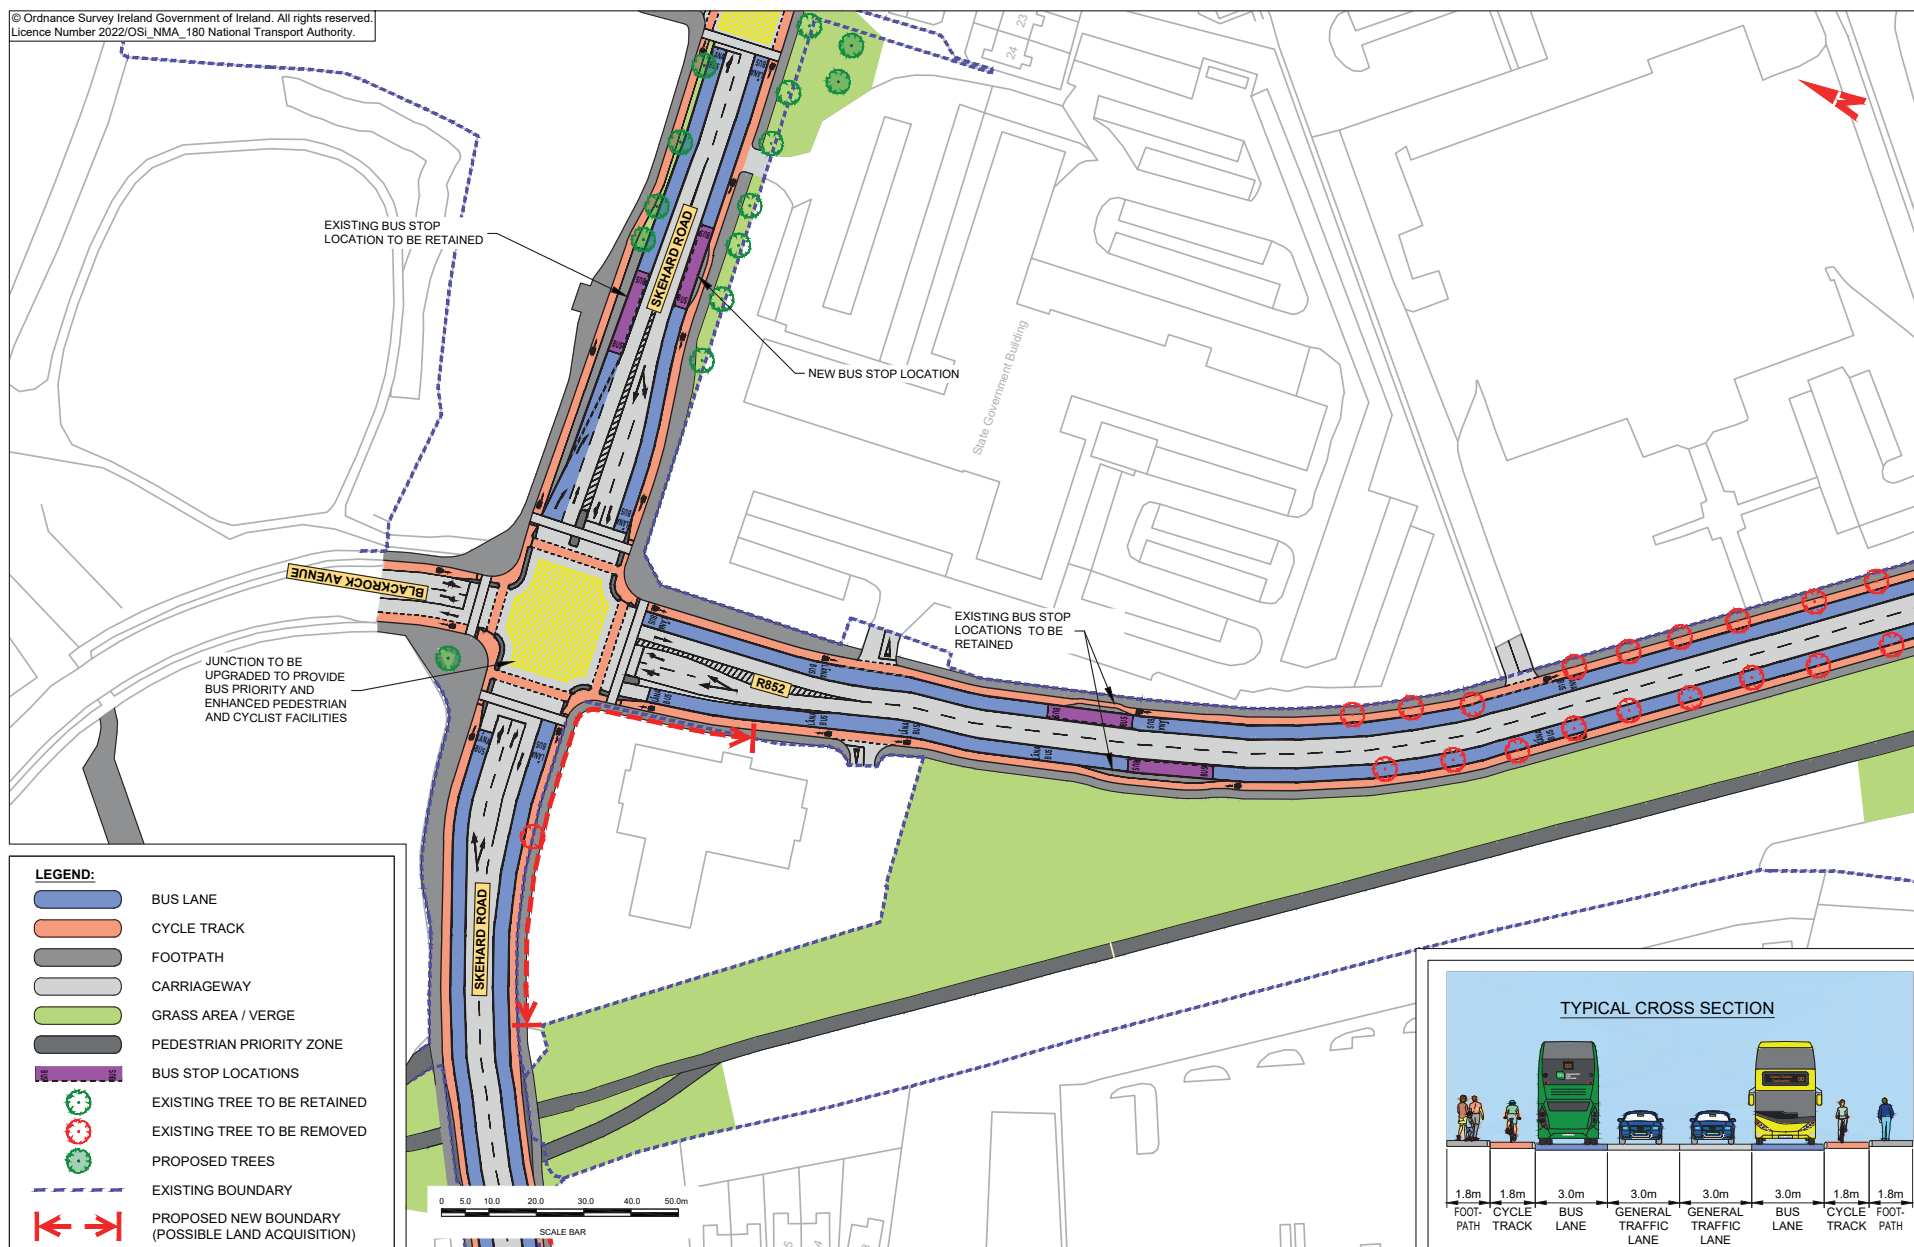 © Ordnance Survey Ireland Government of Ireland. All rights reserved.
Licence Number 2022/OSi_NMA_180 National Transport Authority.
23
24
EXISTING BUS STOP
LOCATION TO BE RETAINED
SKEHARD ROAD
NEW BUS STOP LOCATION
State Government Building
BLACKROCK AVENUE
JUNCTION TO BE
UPGRADED TO PROVIDE
BUS PRIORITY AND
ENHANCED PEDESTRIAN
AND CYCLIST FACILITIES
EXISTING BUS STOP
LOCATIONS TO BE
RETAINED
R852
LÁNA
BUS
SKEHARD ROAD
LEGEND:
BUS LANE
CYCLE TRACK
FOOTPATH
CARRIAGEWAY
GRASS AREA / VERGE
PEDESTRIAN PRIORITY ZONE
BUS BUS
BUS STOP LOCATIONS
EXISTING TREE TO BE RETAINED
EXISTING TREE TO BE REMOVED
PROPOSED TREES
EXISTING BOUNDARY
PROPOSED NEW BOUNDARY
(POSSIBLE LAND ACQUISITION)
0 5.0 10.0 20.0 30.0 40.0 50.0m
SCALE BAR
TYPICAL CROSS SECTION
1.8m 1.8m 3.0m 3.0m 3.0m 3.0m 1.8m 1.8m
FOOT- CYCLE BUS GENERAL GENERAL BUS CYCLE FOOT-
PATH TRACK LANE TRAFFIC TRAFFIC LANE TRACK PATH
LANE LANE